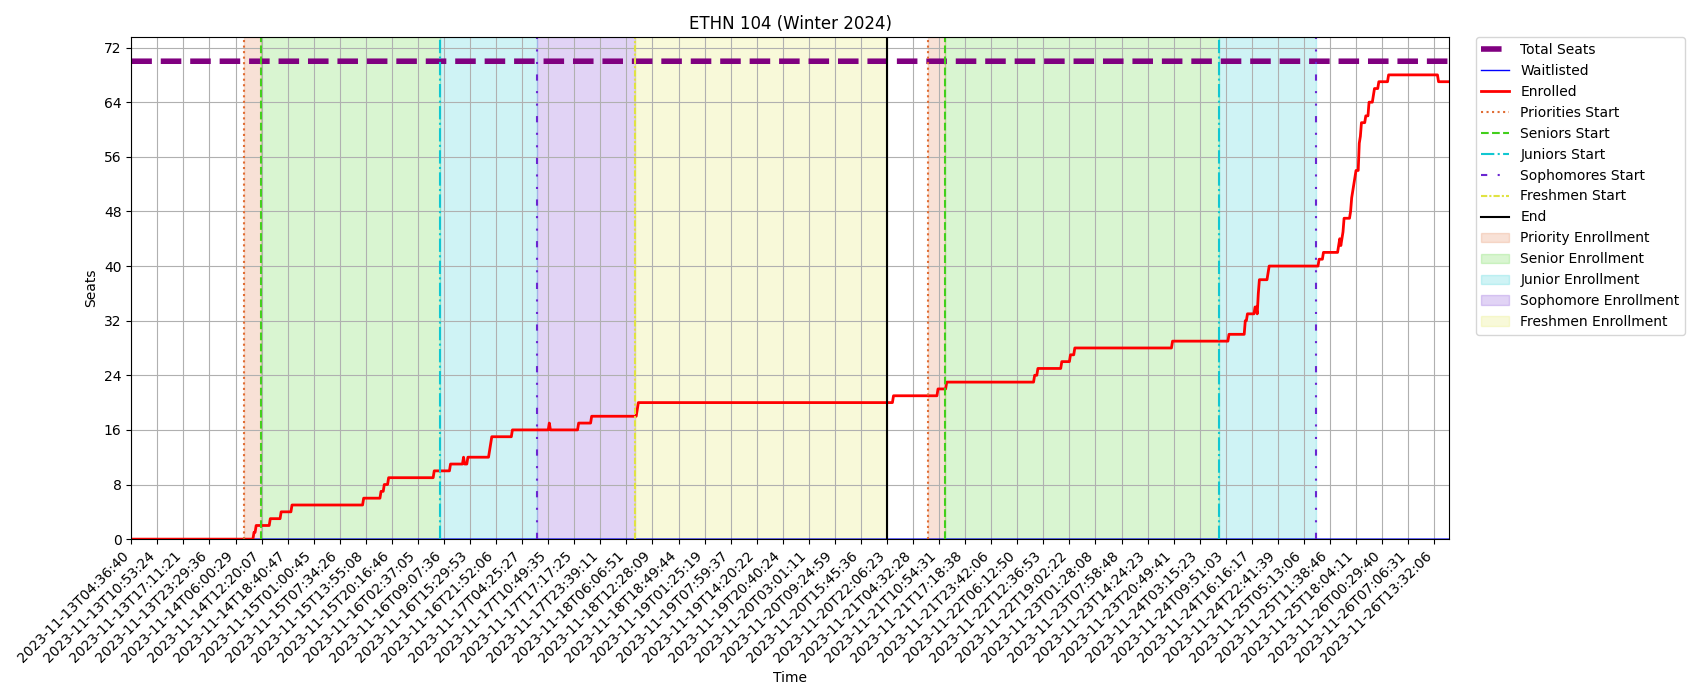 ETHN 104 (Winter 2024)
72
64
56
48
40
32
24
16
8
0
Seats
2023-11-13T04:36:40
2023-11-13T10:53:24
2023-11-13T17:11:21
2023-11-13T23:29:36
2023-11-14T06:00:29
2023-11-14T12:20:07
2023-11-14T18:40:47
2023-11-15T01:00:45
2023-11-15T07:34:26
2023-11-15T13:55:08
2023-11-15T20:16:46
2023-11-16T02:37:05
2023-11-16T09:07:36
2023-11-16T15:29:53
2023-11-16T21:52:06
2023-11-17T04:25:27
2023-11-17T10:49:35
2023-11-17T17:17:25
2023-11-17T23:39:11
2023-11-18T06:06:51
2023-11-18T12:28:09
2023-11-18T18:49:44
2023-11-19T01:25:19
2023-11-19T07:59:37
2023-11-19T14:20:22
2023-11-19T20:40:24
2023-11-20T03:01:11
2023-11-20T09:24:59
2023-11-20T15:45:36
2023-11-20T22:06:23
2023-11-21T04:32:28
2023-11-21T10:54:31
2023-11-21T17:18:38
2023-11-21T23:42:06
2023-11-22T06:12:50
2023-11-22T12:36:53
2023-11-22T19:02:22
2023-11-23T01:28:08
2023-11-23T07:58:48
2023-11-23T14:24:23
2023-11-23T20:49:41
2023-11-24T03:15:23
2023-11-24T09:51:03
2023-11-24T16:16:17
2023-11-24T22:41:39
2023-11-25T05:13:06
2023-11-25T11:38:46
2023-11-25T18:04:11
2023-11-26T00:29:40
2023-11-26T07:06:31
2023-11-26T13:32:06
Time
Total Seats
Waitlisted
Enrolled
Priorities Start
Seniors Start
Juniors Start
Sophomores Start
Freshmen Start
End
Priority Enrollment
Senior Enrollment
Junior Enrollment
Sophomore Enrollment
Freshmen Enrollment